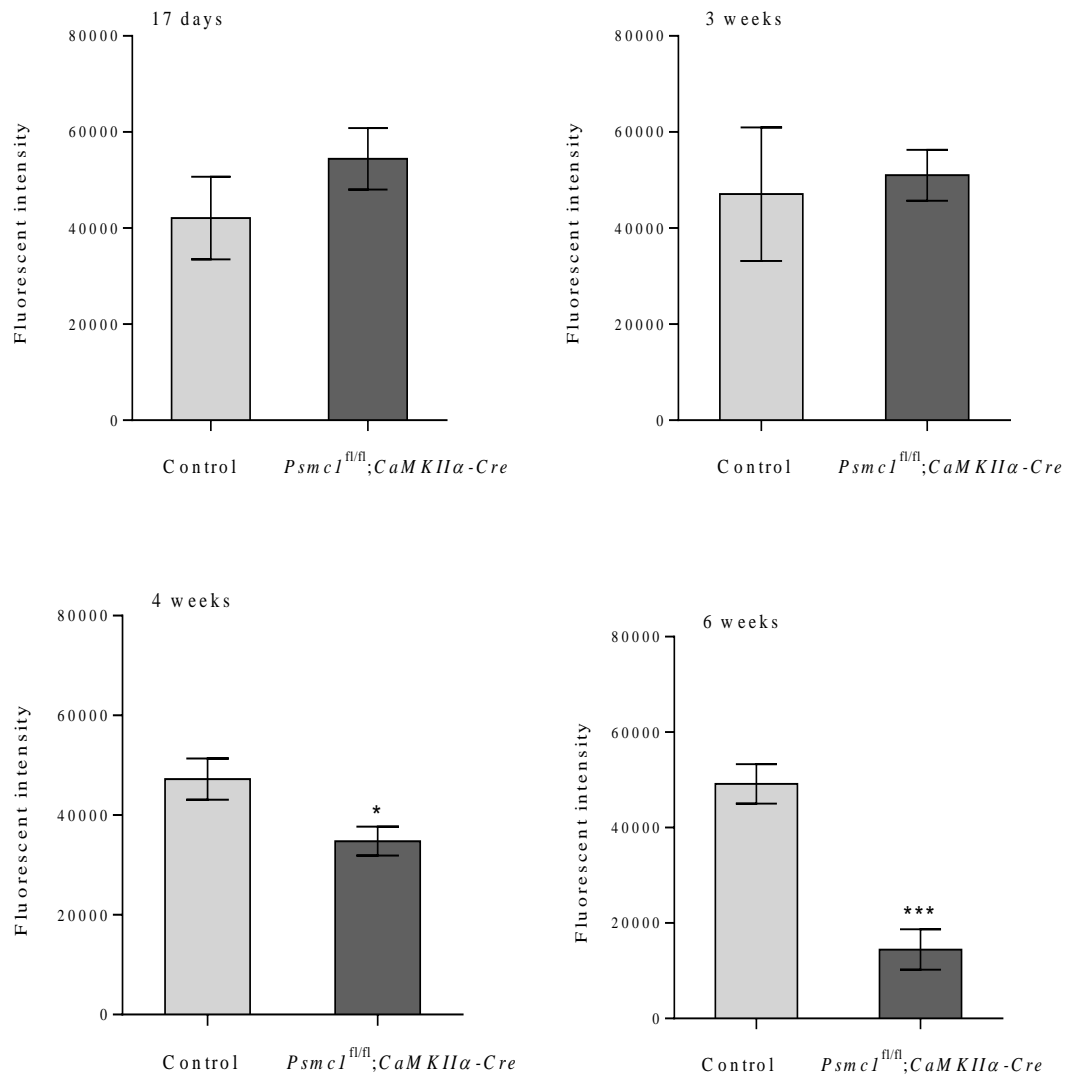 17 days
80000
60000
40000
20000
0
Fluorescent intensity
Control
Psmc1fl/fl;CaMKIIα-Cre
3 weeks
80000
60000
40000
20000
0
Fluorescent intensity
Control
Psmc1fl/fl;CaMKIIα-Cre
4 weeks
80000
60000
40000
20000
0
Fluorescent intensity
*
Control
Psmc1fl/fl;CaMKIIα-Cre
6 weeks
80000
60000
40000
20000
0
Fluorescent intensity
***
Control
Psmc1fl/fl;CaMKIIα-Cre